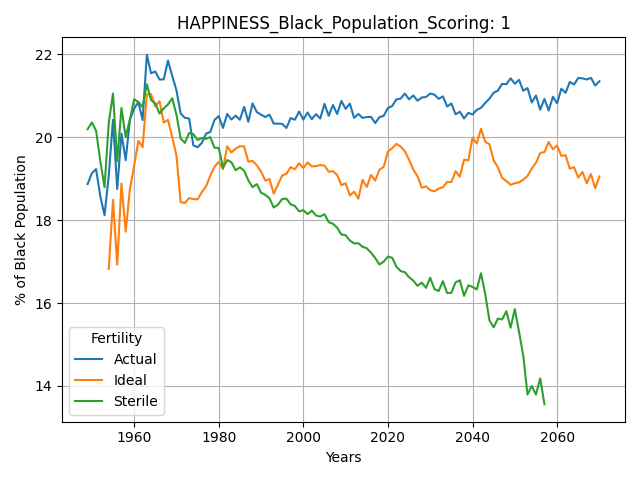 HAPPINESS_Black_Population_Scoring: 1
% of Black Population
22
20
18
16
14
Fertility
Actual
Ideal
Sterile
1960 1980 2000 2020 2040 2060
Years